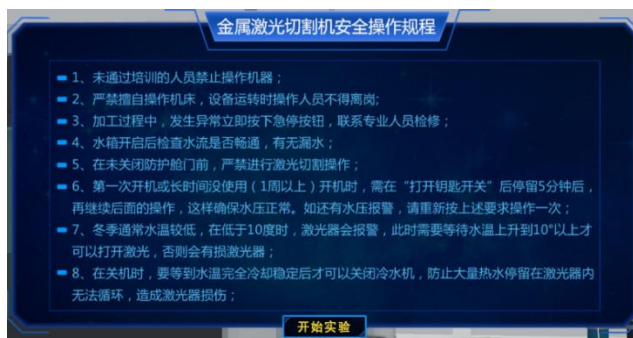 金属激光切割机安全操作规程
1、未通过培训的人员禁止操作机器；
2、严禁擅自操作机床，设备运转时操作人员不得离岗;
3、加工过程中，发生异常立即按下急停按钮，联系专业人员检修；
4、水箱开启后检查水流是否畅通，有无漏水；
5、在未关闭防护舱门前，严禁进行激光切割操作；
6、第一次开机或长时间没使用（1周以上）开机时，需在“打开钥匙开关”后停留5分钟后，
再继续后面的操作，这样确保水压正常。如还有水压报警，请重新按上述要求操作一次；
7、冬季通常水温较低，在低于10度时，激光器会报警，此时需要等待水温上升到10°以上才
可以打开激光，否则会有损激光器；
8、在关机时，要等到水温完全冷却稳定后才可以关闭冷水机，防止大量热水停留在激光器内
无法循环，造成激光器损伤；
开始实验